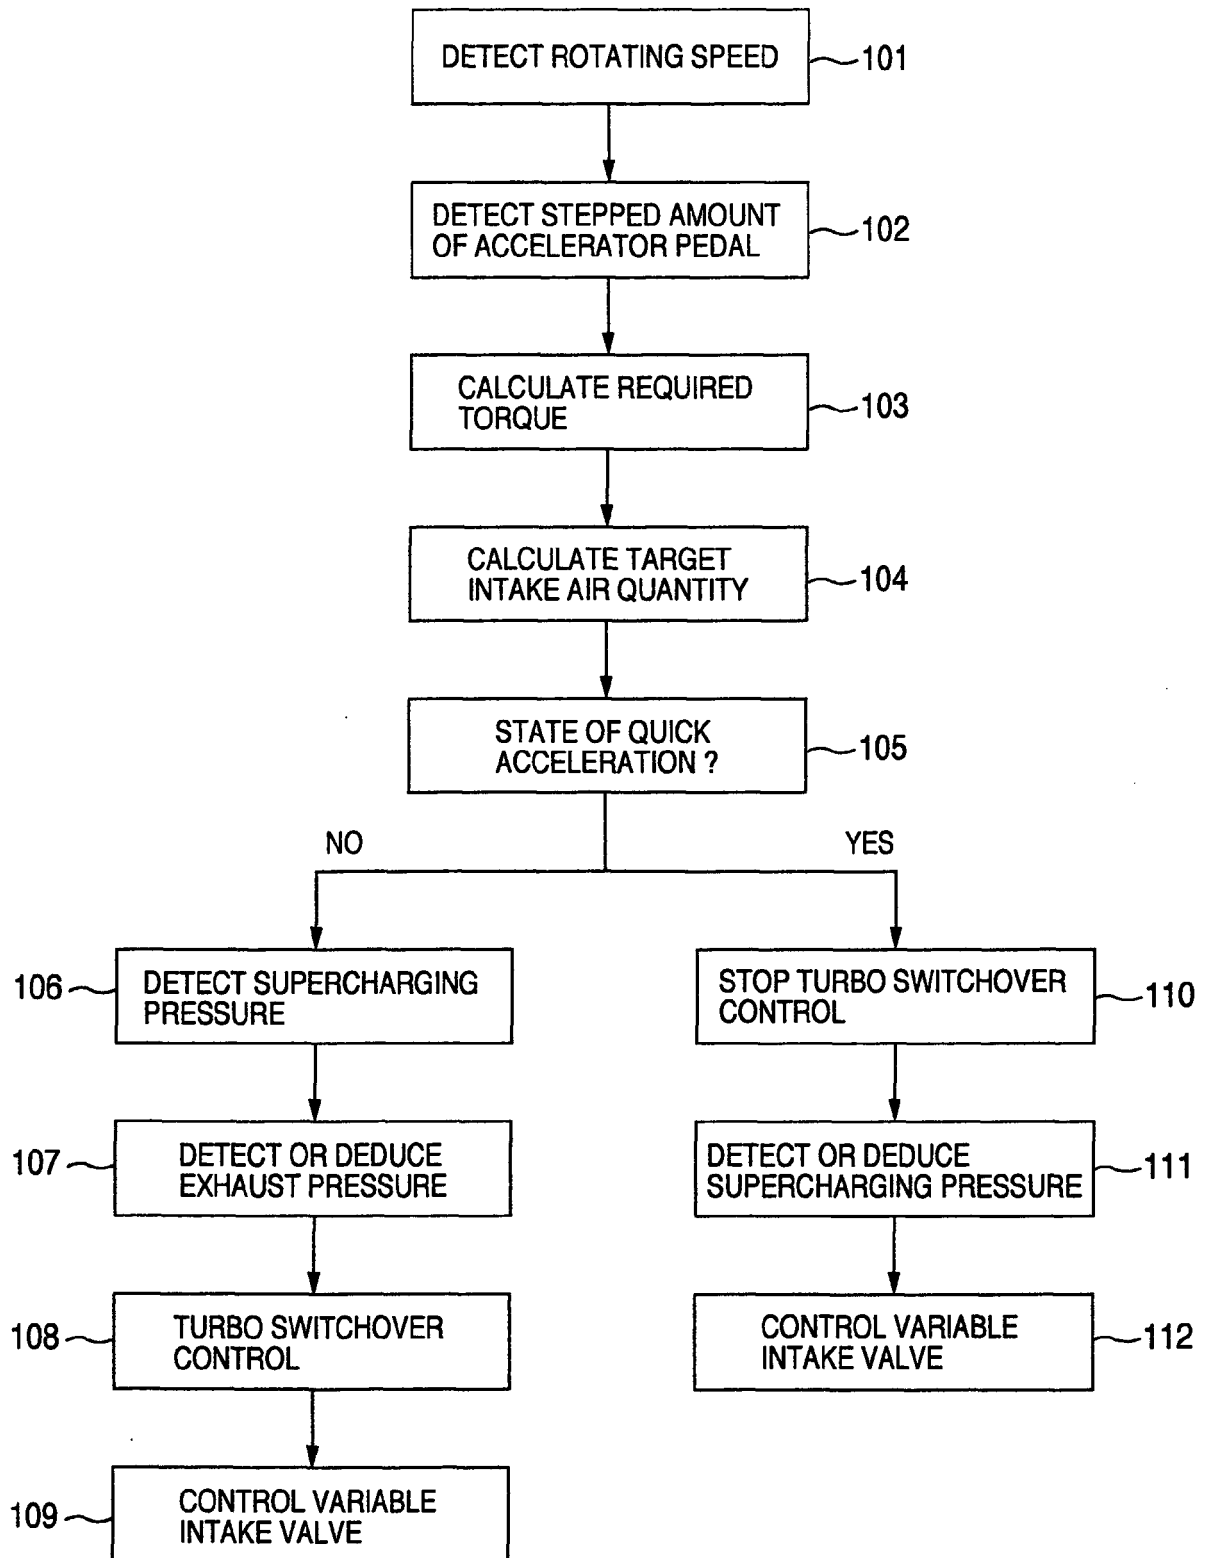 DETECT ROTATING SPEED
101
DETECT STEPPED AMOUNT
OF ACCELERATOR PEDAL
102
CALCULATE REQUIRED
TORQUE
103
CALCULATE TARGET
INTAKE AIR QUANTITY
104
STATE OF QUICK
ACCELERATION ?
105
NO
YES
106
DETECT SUPERCHARGING
PRESSURE
STOP TURBO SWITCHOVER
CONTROL
110
107
DETECT OR DEDUCE
EXHAUST PRESSURE
DETECT OR DEDUCE
SUPERCHARGING PRESSURE
111
108
TURBO SWITCHOVER
CONTROL
CONTROL VARIABLE
INTAKE VALVE
112
109
CONTROL VARIABLE
INTAKE VALVE